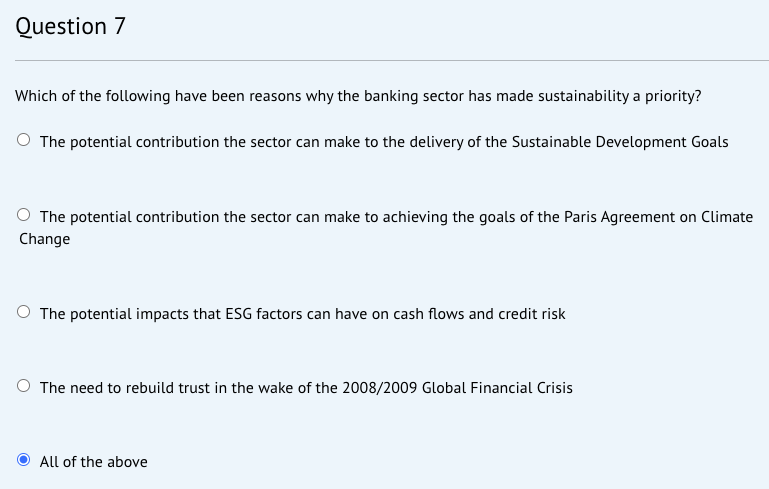 Question 7
Which of the following have been reasons why the banking sector has made sustainability a priority?
The potential contribution the sector can make to the delivery of the Sustainable Development Goals
The potential contribution the sector can make to achieving the goals of the Paris Agreement on Climate
Change
The potential impacts that ESG factors can have on cash flows and credit risk
The need to rebuild trust in the wake of the 2008/2009 Global Financial Crisis
All of the above